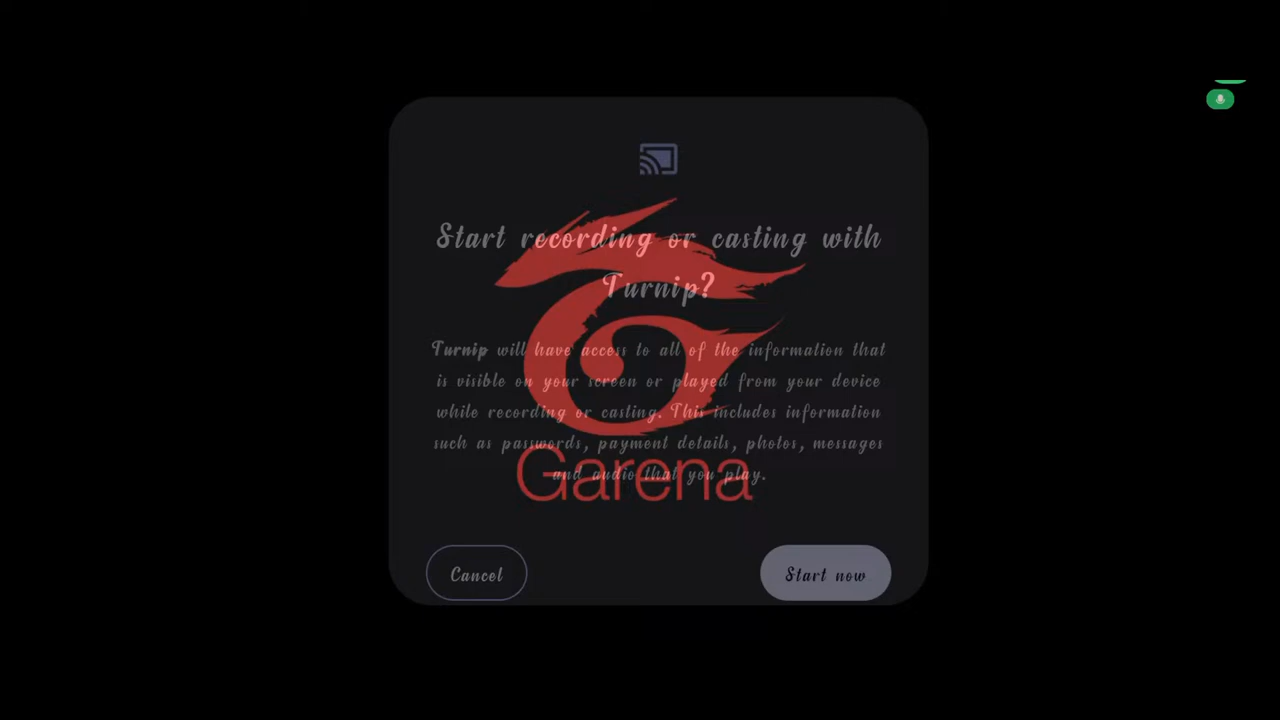 Start recording or casting with
Turnip?
Turnip will have access to all of the information that
is visible on your screen or played from your device
while recording or casting. This includes information
such as passwords, payment details, photos, messages
and audio that you play.
Garena
Cancel
Start now